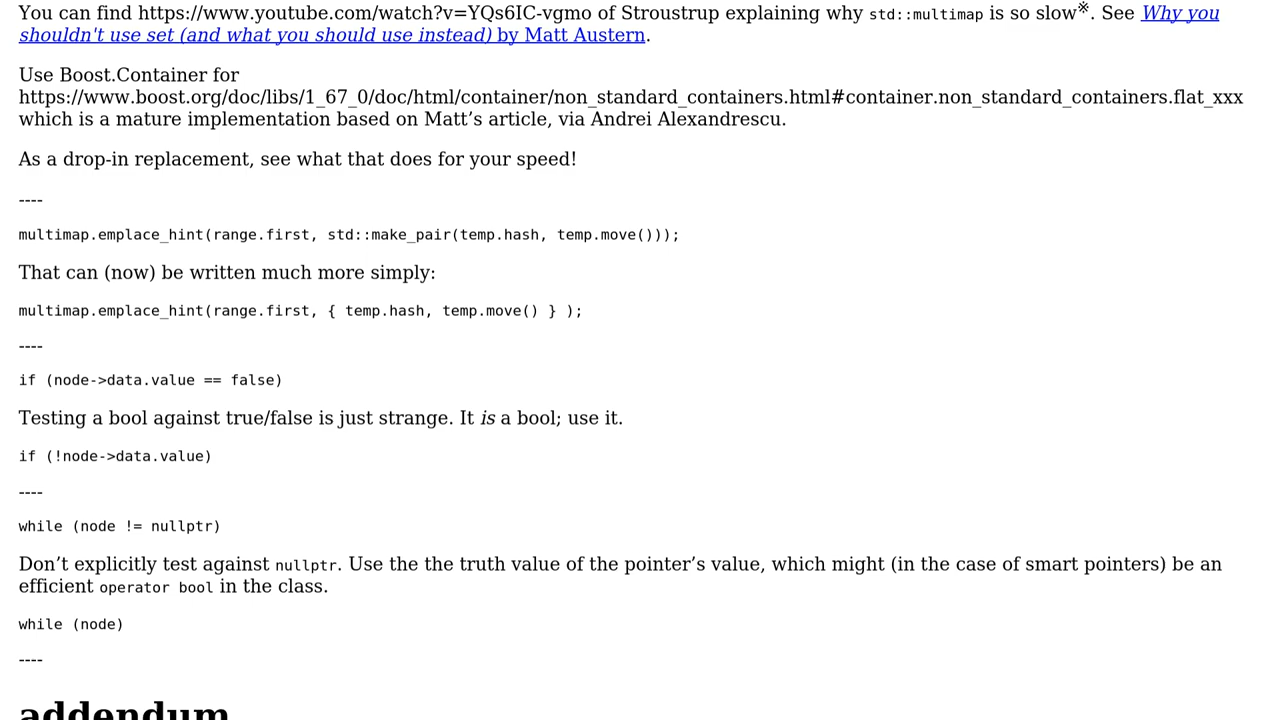 You can find https://www.youtube.com/watch?v=YQs6IC-vgmo of Stroustrup explaining why std::multimap is so slow※. See Why you
shouldn't use set (and what you should use instead) by Matt Austern.
Use Boost.Container for
https://www.boost.org/doc/libs/1_67_0/doc/html/container/non_standard_containers.html#container.non_standard_containers.flat_xxx
which is a mature implementation based on Matt’s article, via Andrei Alexandrescu.
As a drop-in replacement, see what that does for your speed!
----
multimap.emplace_hint(range.first, std::make_pair(temp.hash, temp.move()));
That can (now) be written much more simply:
multimap.emplace_hint(range.first, { temp.hash, temp.move() } );
----
if (node->data.value == false)
Testing a bool against true/false is just strange. It is a bool; use it.
if (!node->data.value)
----
while (node != nullptr)
Don’t explicitly test against nullptr. Use the the truth value of the pointer’s value, which might (in the case of smart pointers) be an
efficient operator bool in the class.
while (node)
----
addendum